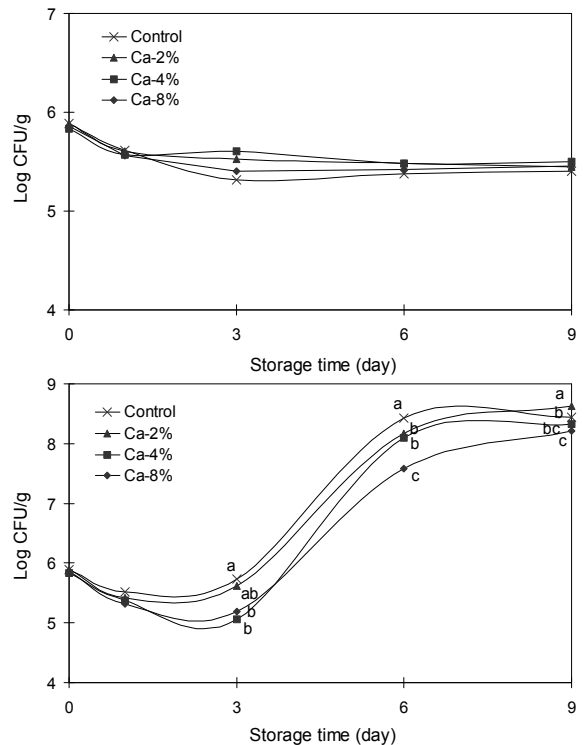 7
6
5
4
Log CFU/g
Control
Ca-2%
Ca-4%
Ca-8%
0 3 6 9
Storage time (day)
9
8
7
6
5
4
Log CFU/g
Control
Ca-2%
Ca-4%
Ca-8%
a
ab
b
b
a
b
b
c
a
b
bc
c
0 3 6 9
Storage time (day)